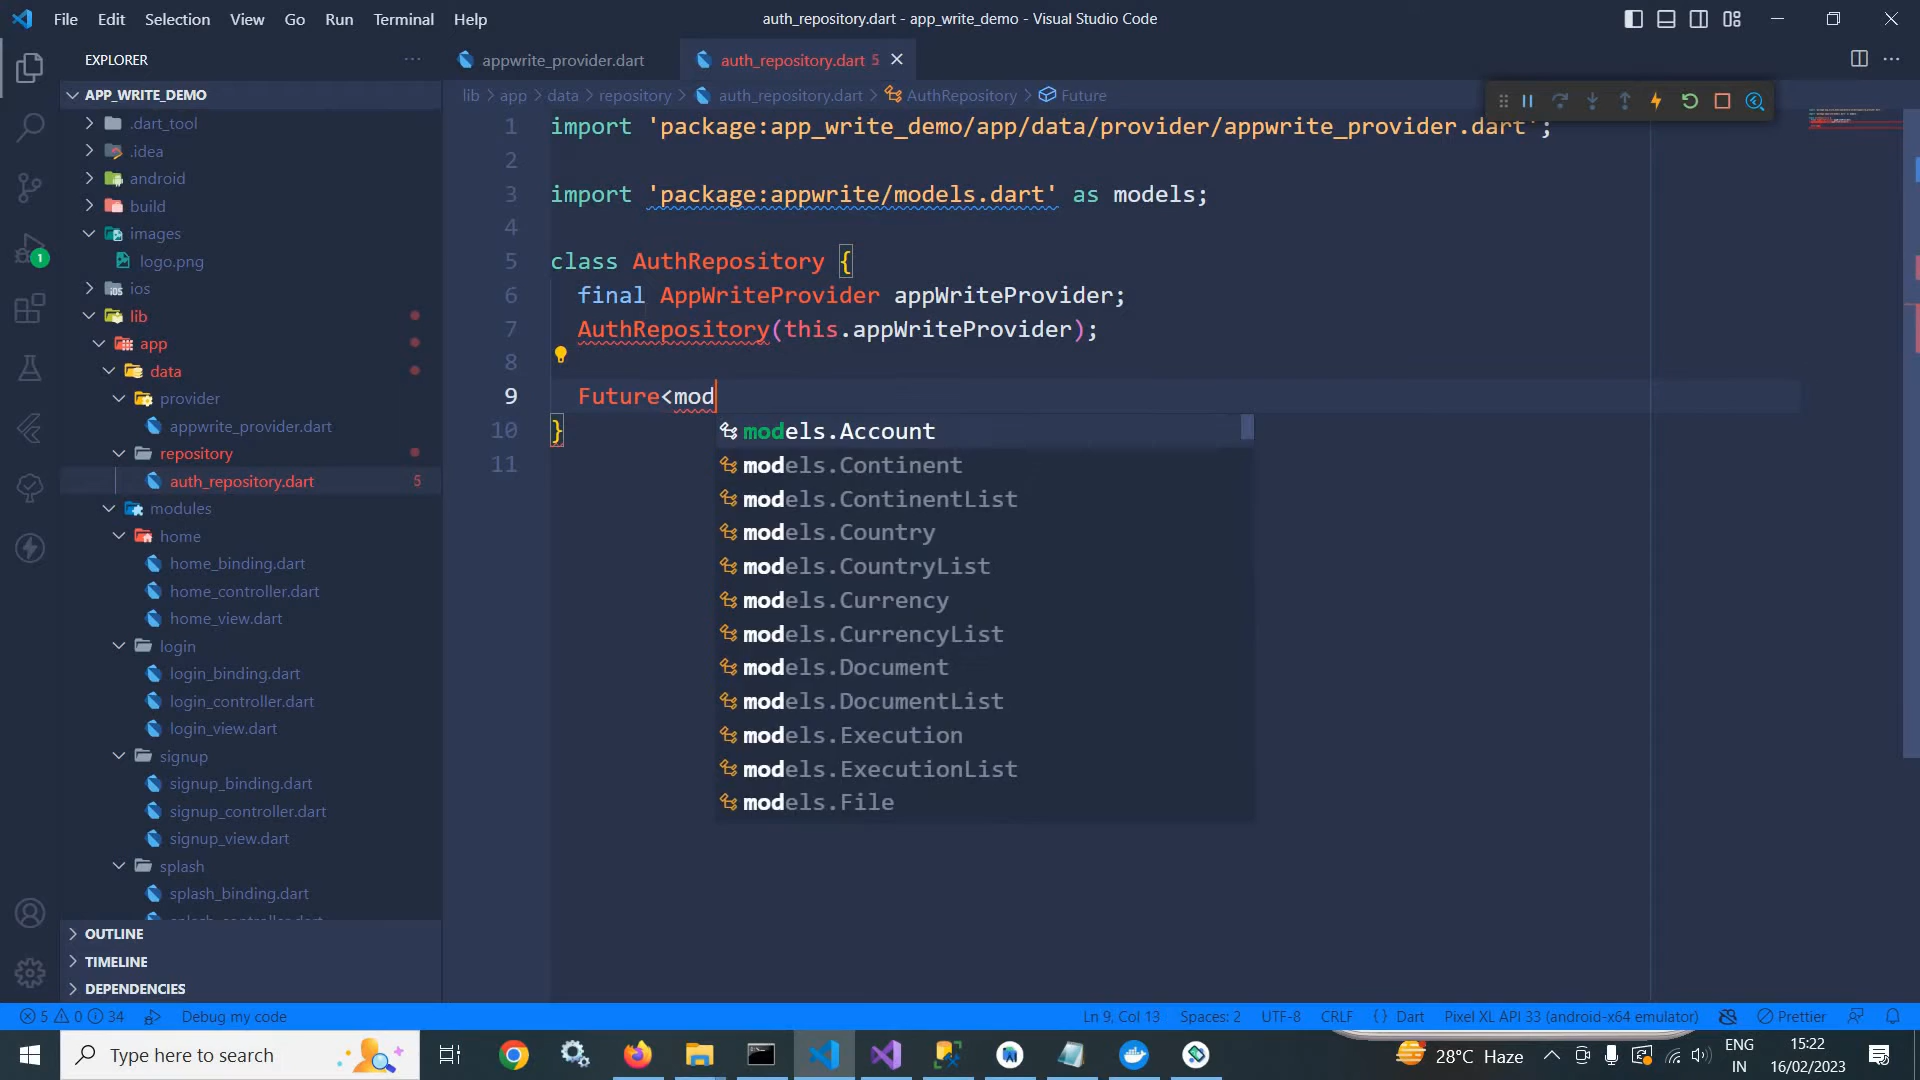 File Edit Selection View Go Run Terminal Help
auth_repository.dart - app_write_demo - Visual Studio Code
EXPLORER
appwrite_provider.dart
auth_repository.dart 5
APP_WRITE_DEMO
lib > app > data > repository > auth_repository.dart > AuthRepository > Future
.dart_tool
.idea
android
build
images
logo.png
ios
lib
app
data
provider
appwrite_provider.dart
repository
auth_repository.dart 5
modules
home
home_binding.dart
home_controller.dart
home_view.dart
login
login_binding.dart
login_controller.dart
login_view.dart
signup
signup_binding.dart
signup_controller.dart
signup_view.dart
splash
splash_binding.dart
splash_controller.dart
OUTLINE
TIMELINE
DEPENDENCIES
1 import 'package:app_write_demo/app/data/provider/appwrite_provider.dart';
2
3 import 'package:appwrite/models.dart' as models;
4
5 class AuthRepository {
6 final AppWriteProvider appWriteProvider;
7 AuthRepository(this.appWriteProvider);
8
9 Future<mod
10 }
11
models.Account
models.Continent
models.ContinentList
models.Country
models.CountryList
models.Currency
models.CurrencyList
models.Document
models.DocumentList
models.Execution
models.ExecutionList
models.File
1
5 0 34 Debug my code
Ln 9, Col 13 Spaces: 2 UTF-8 CRLF {} Dart Pixel XL API 33 (android-x64 emulator) Prettier
Type here to search
28°C Haze
ENG
IN
15:22
16/02/2023